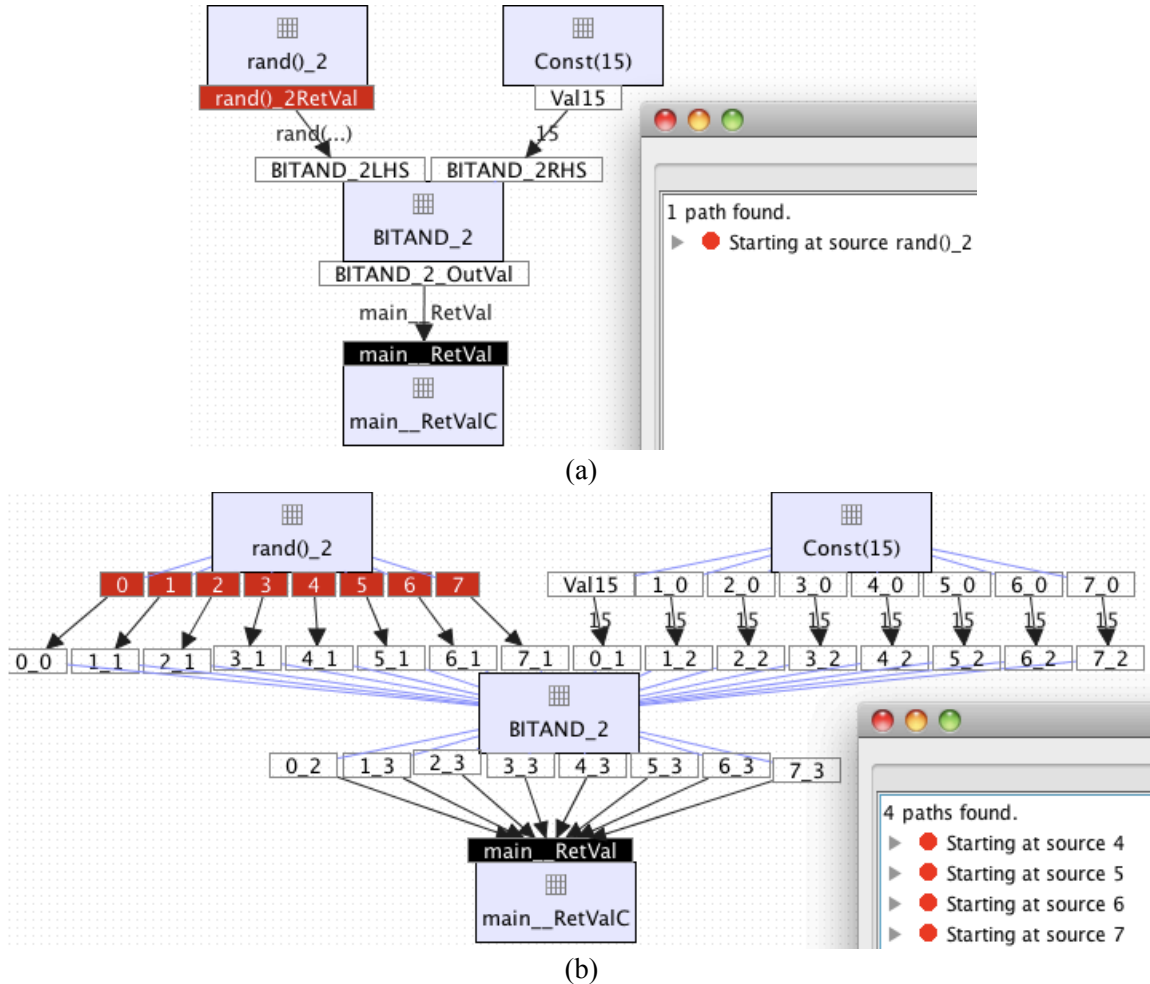 rand()_2
Const(15)
rand()_2RetVal
Val15
rand(...)
15
BITAND_2LHS
BITAND_2RHS
BITAND_2
BITAND_2_OutVal
main__RetVal
main__RetVal
main__RetValC
1 path found.
Starting at source rand()_2
(a)
rand()_2
Const(15)
0 1 2 3 4 5 6 7
Val15 1_0 2_0 3_0 4_0 5_0 6_0 7_0
15 15 15 15 15 15 15 15
0_0 1_1 2_1 3_1 4_1 5_1 6_1 7_1 0_1 1_2 2_2 3_2 4_2 5_2 6_2 7_2
BITAND_2
0_2 1_3 2_3 3_3 4_3 5_3 6_3 7_3
main__RetVal
main__RetValC
4 paths found.
Starting at source 4
Starting at source 5
Starting at source 6
Starting at source 7
(b)